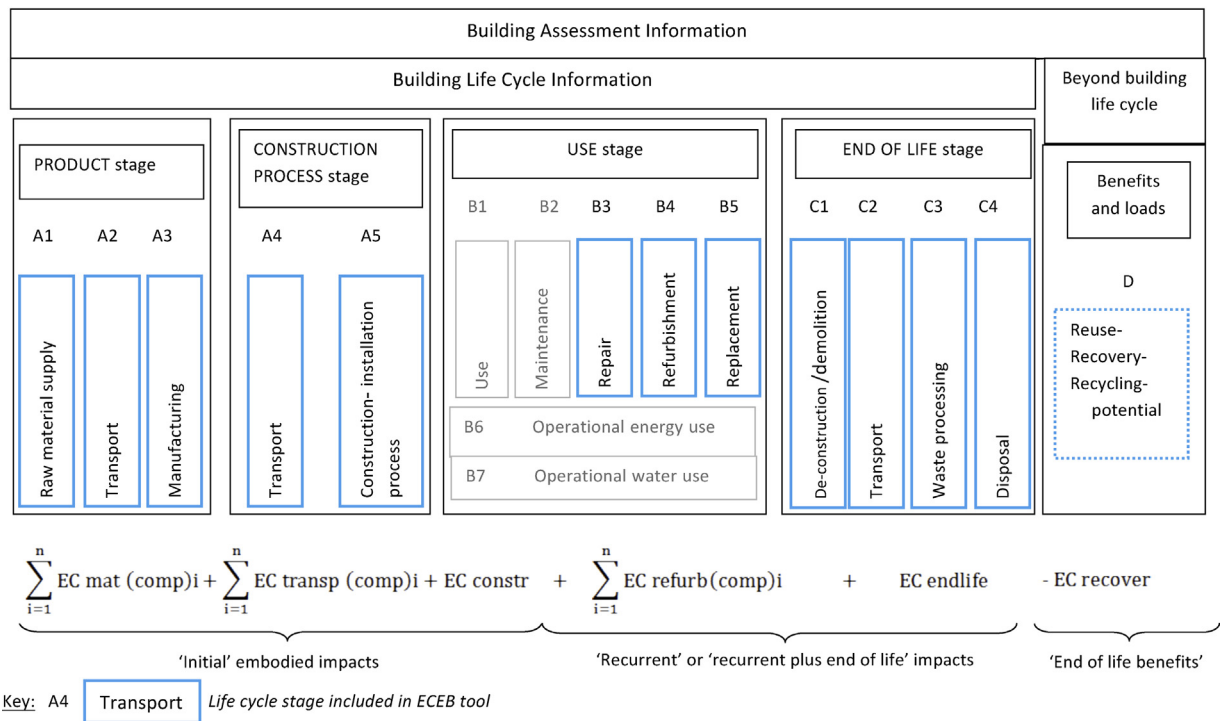 Building Assessment Information
Building Life Cycle Information
Beyond building
life cycle
PRODUCT stage
CONSTRUCTION
PROCESS stage
USE stage
END OF LIFE stage
Benefits
and loads
A1 A2 A3
A4 A5
B1 B2 B3 B4 B5
C1 C2 C3 C4
D
Raw material supply
Transport
Manufacturing
Transport
Construction- installation
process
Use
Maintenance
Repair
Refurbishment
Replacement
B6 Operational energy use
B7 Operational water use
De-construction /demolition
Transport
Waste processing
Disposal
Reuse-
Recovery-
Recycling-
potential
n n n
∑ EC mat (comp)i + ∑ EC transp (comp)i + EC constr + ∑ EC refurb(comp)i + EC endlife - EC recover
i=1 i=1 i=1
‘Initial’ embodied impacts
‘Recurrent’ or ‘recurrent plus end of life’ impacts
‘End of life benefits’
Key: A4 Transport Life cycle stage included in ECEB tool